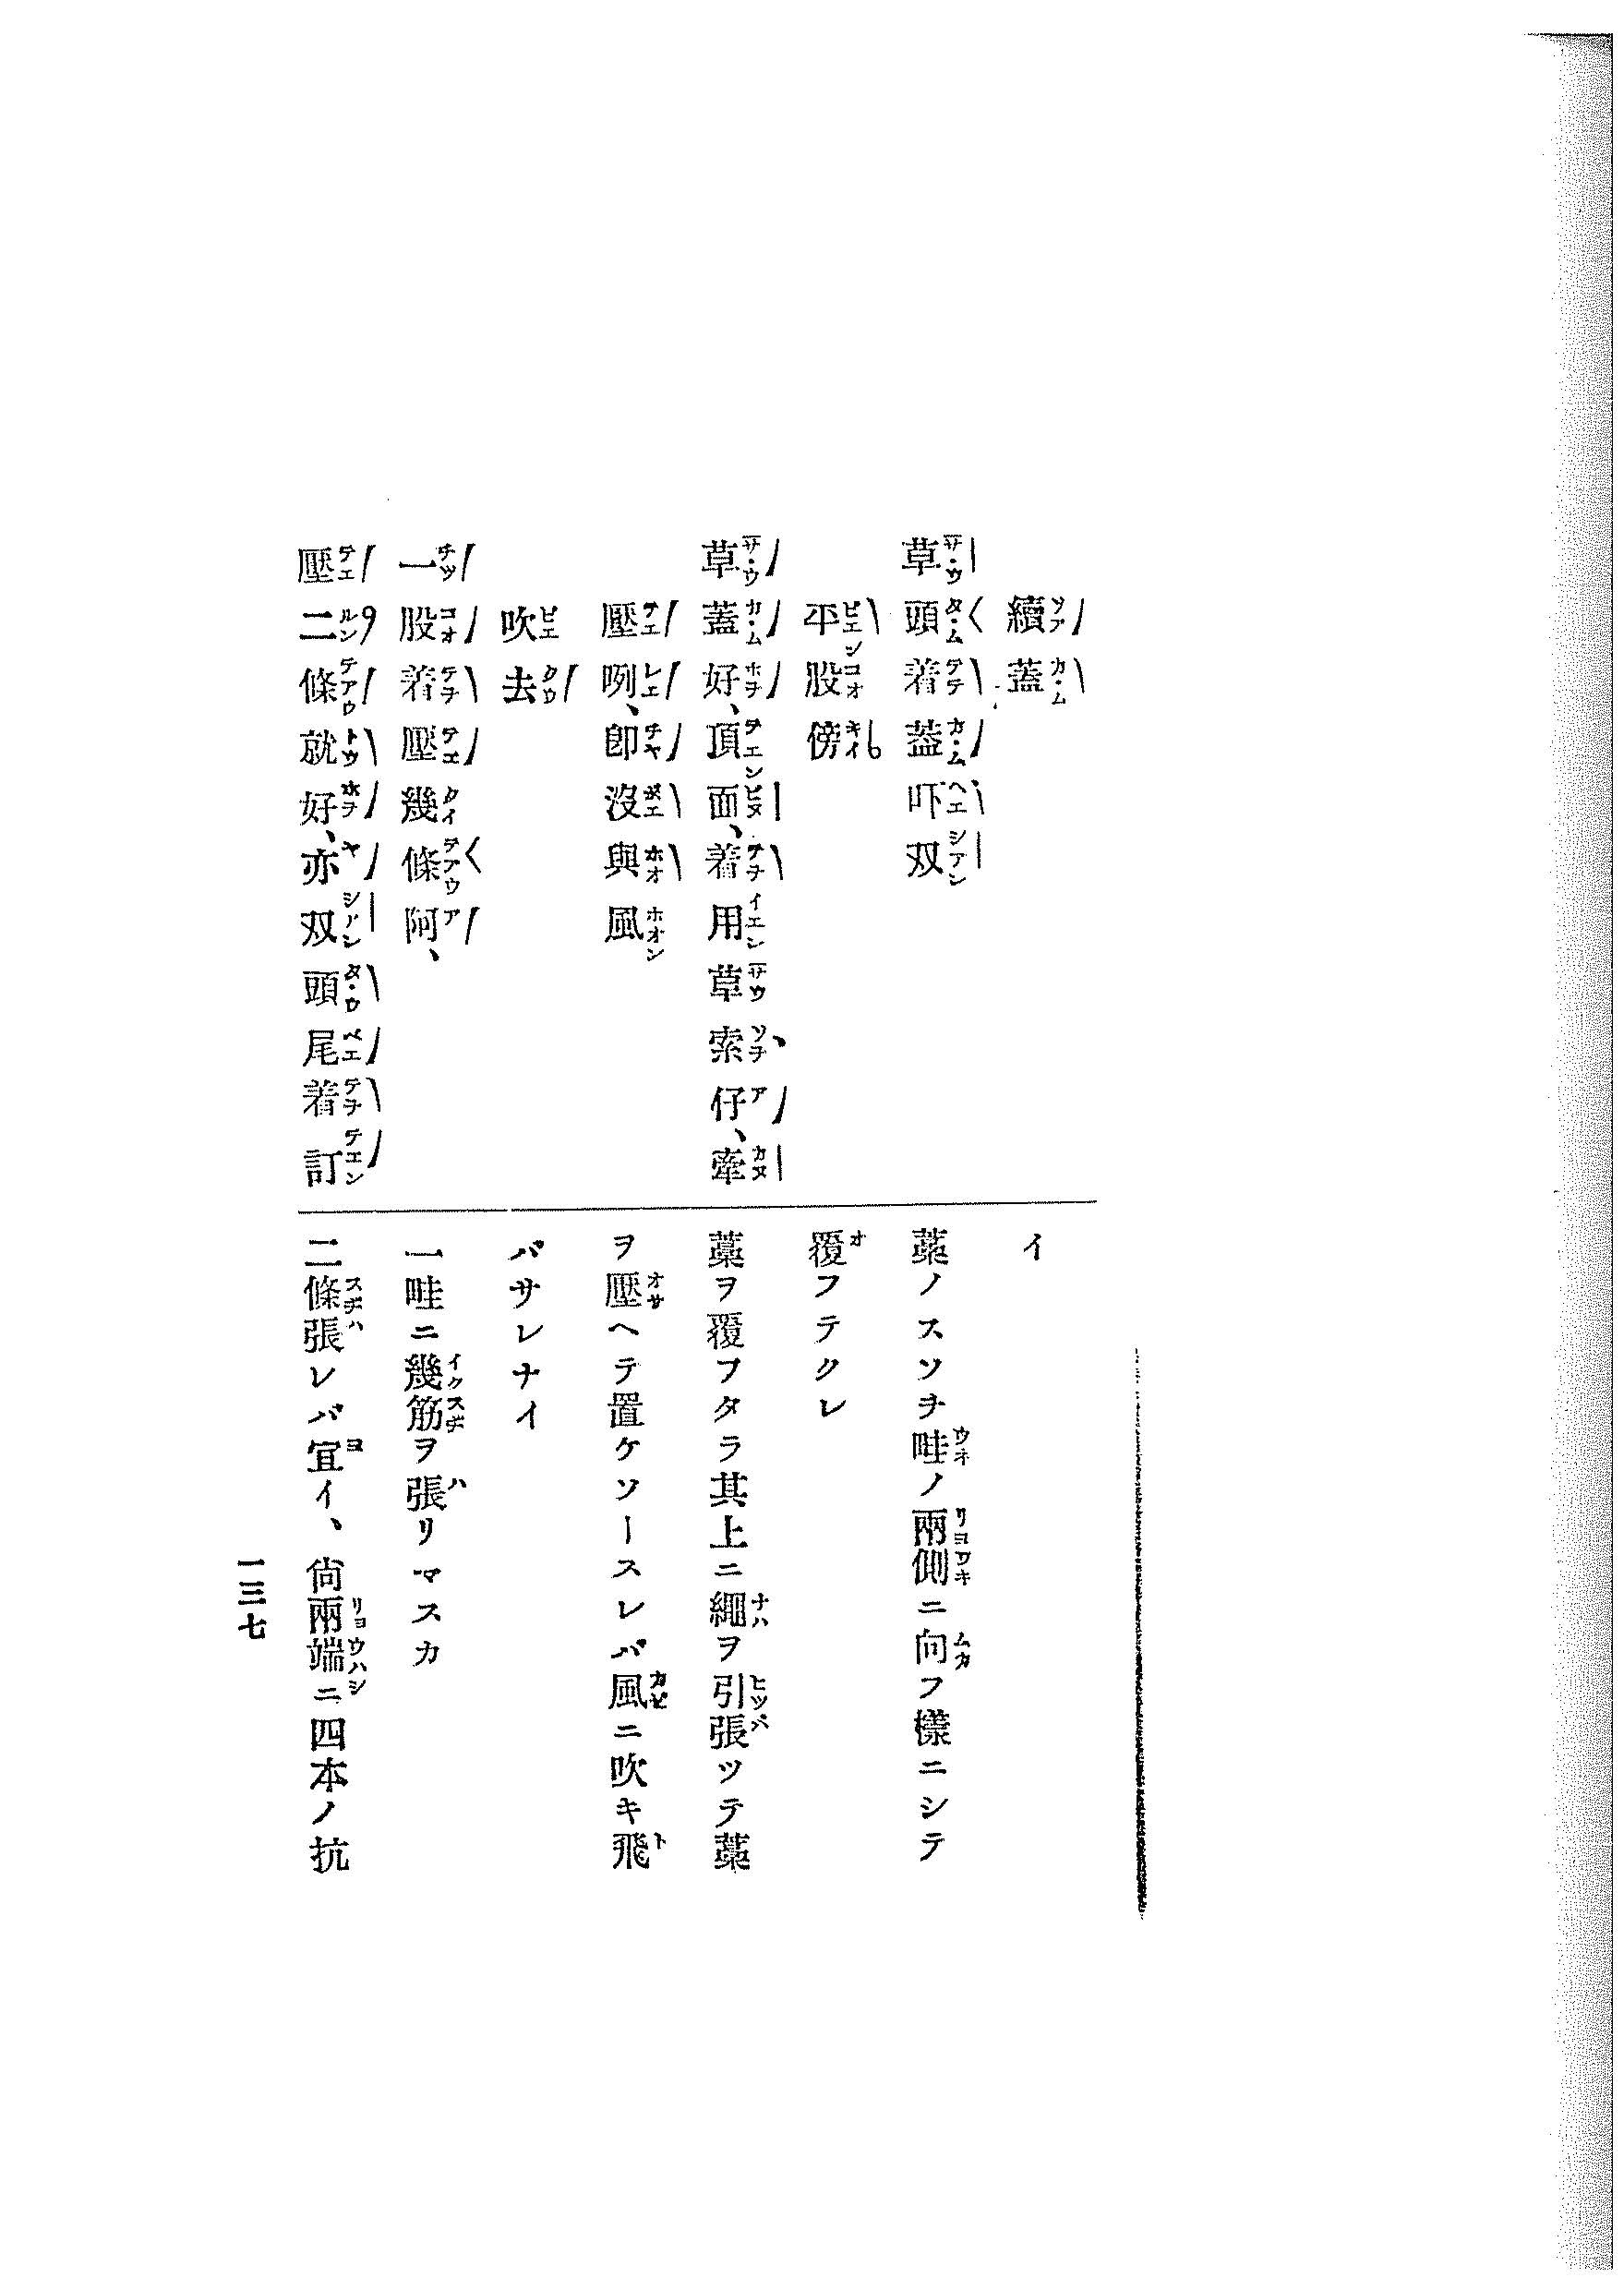 續蓋
草頭着蓋吓双
平股傍
草蓋好、頂面、着用草索仔、牽
壓咧、卽沒與風
吹去
一股着壓幾條阿、
壓二條就好、亦双頭尾着訂
イ
藁ノスソヲ畦ノ兩側ニ向フ樣ニシテ
覆フテクレ
藁ヲ覆フタラ其上ニ繩ヲ引張ツテ藁
ヲ壓ヘテ置ケソースレバ風ニ吹キ飛
バサレナイ
一畦ニ幾筋ヲ張リマスカ
二條張レバ宜イ、尙兩端ニ四本ノ抗
一三七